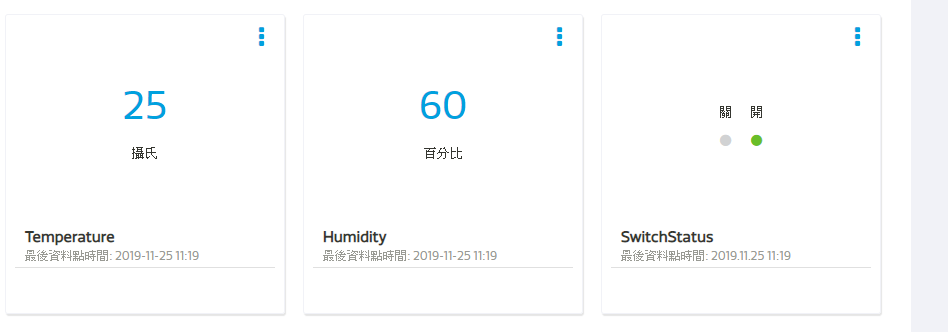 25
攝氏
Temperature
最後資料點時間: 2019-11-25 11:19
60
百分比
Humidity
最後資料點時間: 2019-11-25 11:19
關 開
SwitchStatus
最後資料點時間: 2019.11.25 11:19